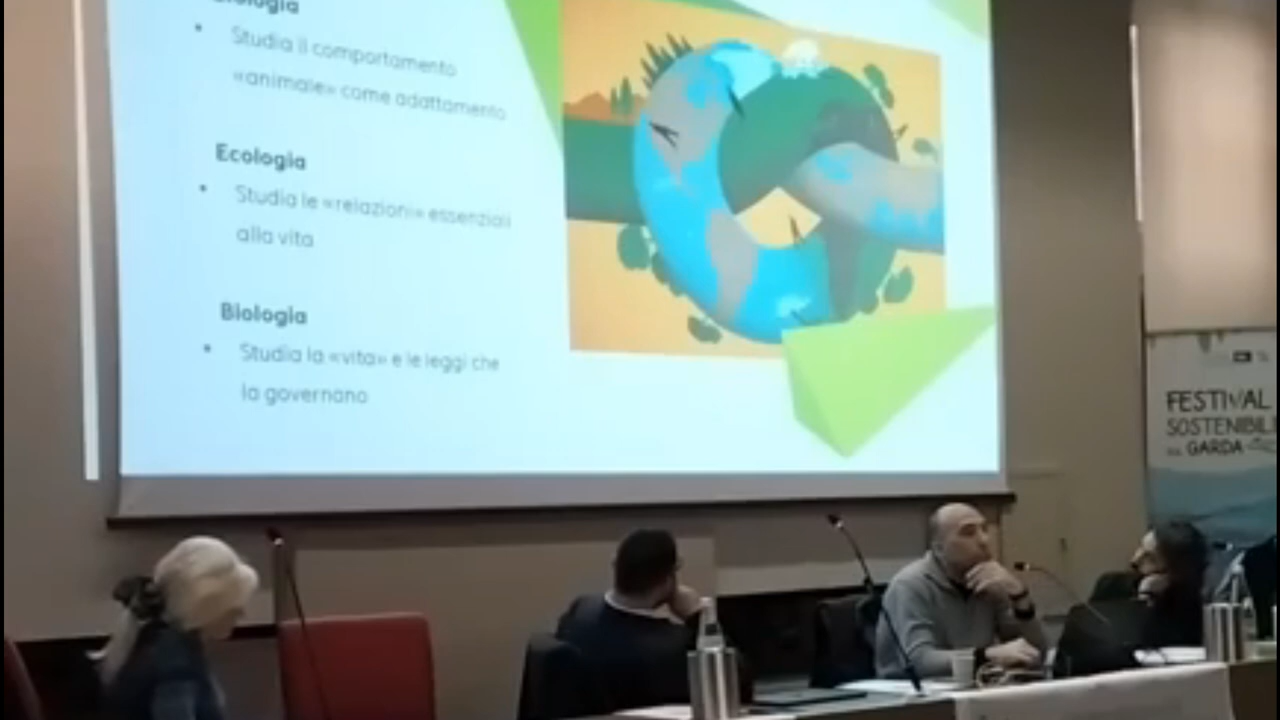 Studia il comportamento
«animale» come adattamento
Ecologia
Studia le «relazioni» essenziali
alla vita
Biologia
Studia la «vita» e le leggi che
la governano
FESTIVAL
GARDA